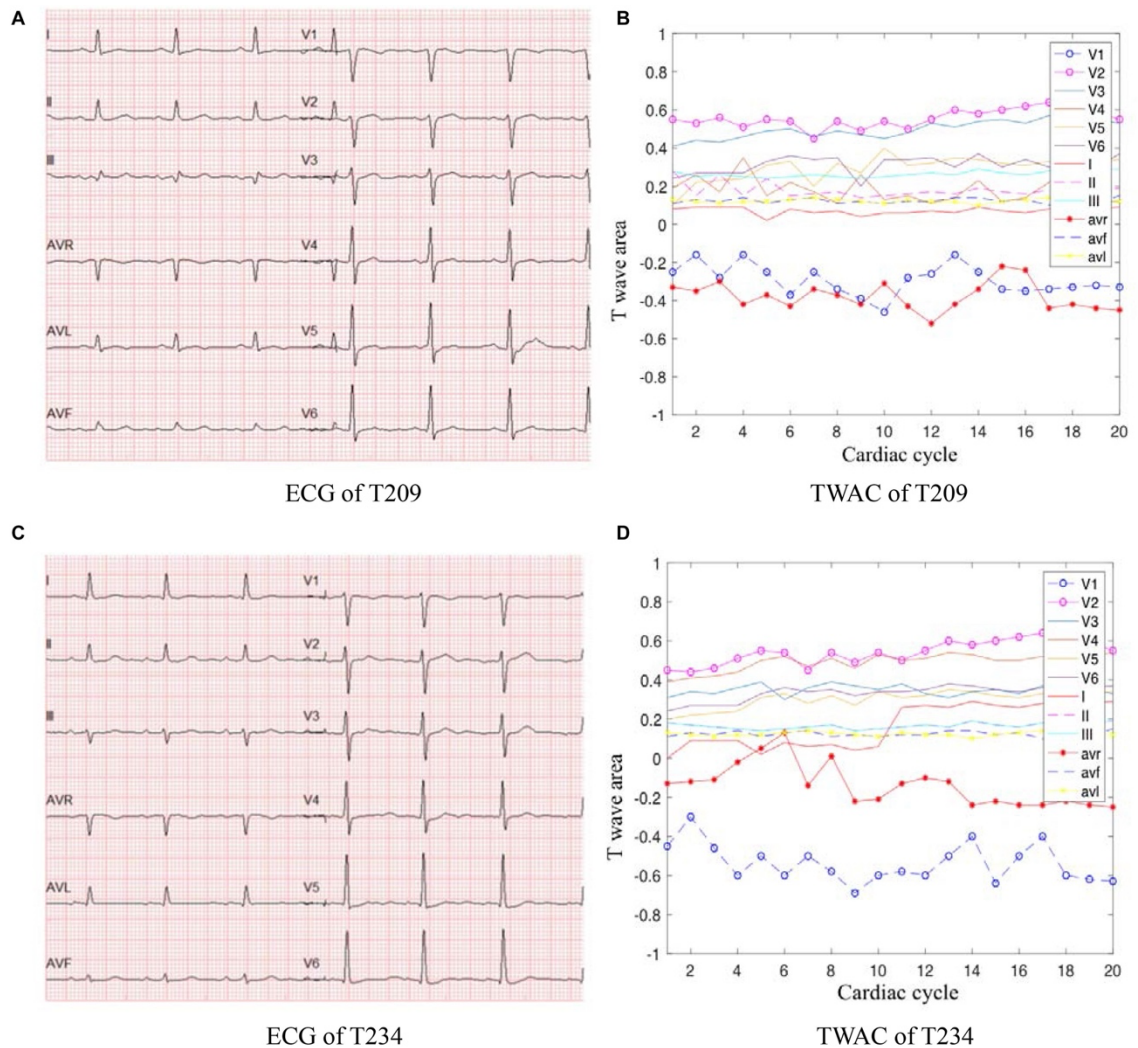 A
I
V1
II
V2
III
V3
AVR
V4
AVL
V5
AVF
V6
ECG of T209
B
1
0.8
0.6
0.4
0.2
0
-0.2
-0.4
-0.6
-0.8
-1
T wave area
2 4 6 8 10 12 14 16 18 20
Cardiac cycle
V1
V2
V3
V4
V5
V6
I
II
III
avr
avf
avl
TWAC of T209
C
I
V1
II
V2
III
V3
AVR
V4
AVL
V5
AVF
V6
ECG of T234
D
1
0.8
0.6
0.4
0.2
0
-0.2
-0.4
-0.6
-0.8
-1
T wave area
2 4 6 8 10 12 14 16 18 20
Cardiac cycle
V1
V2
V3
V4
V5
V6
I
II
III
avr
avf
avl
TWAC of T234